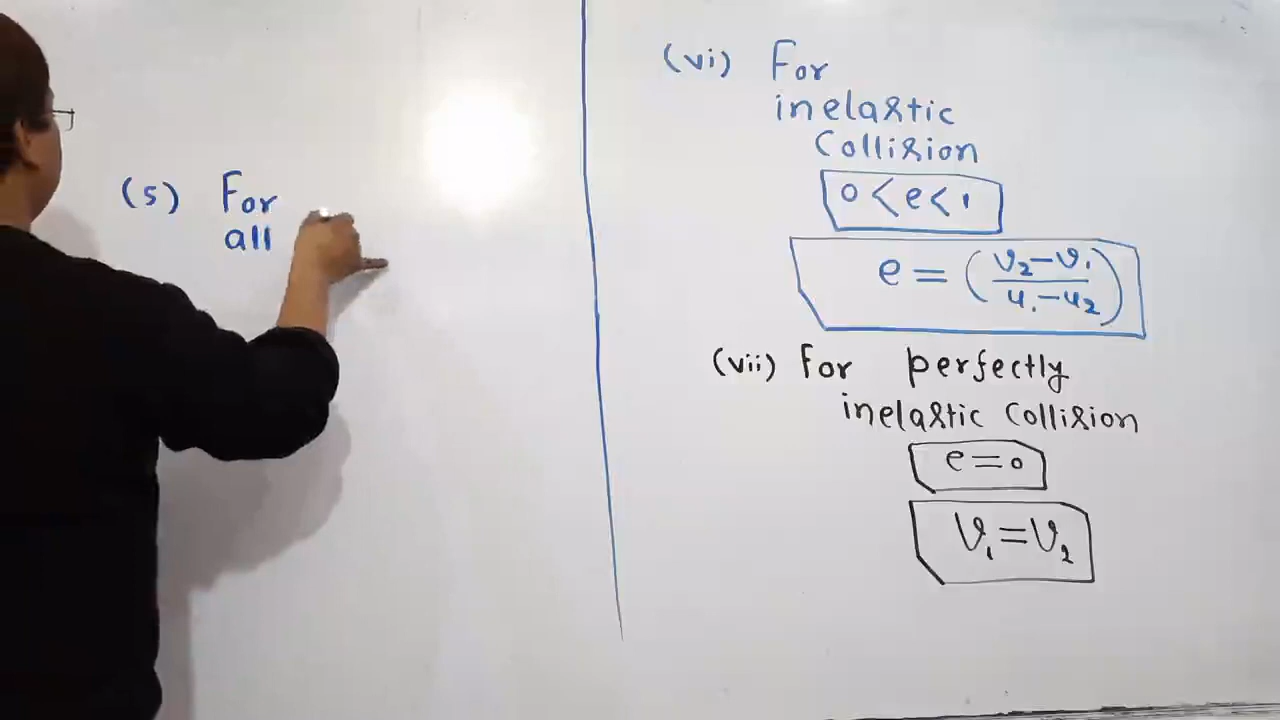 (5) For
all
(vi) For
inelastic
Collision
0 < e < 1
e = (v₂-v₁/u₁-u₂)
(vii) For perfectly
inelastic Collision
e = 0
v₁ = v₂